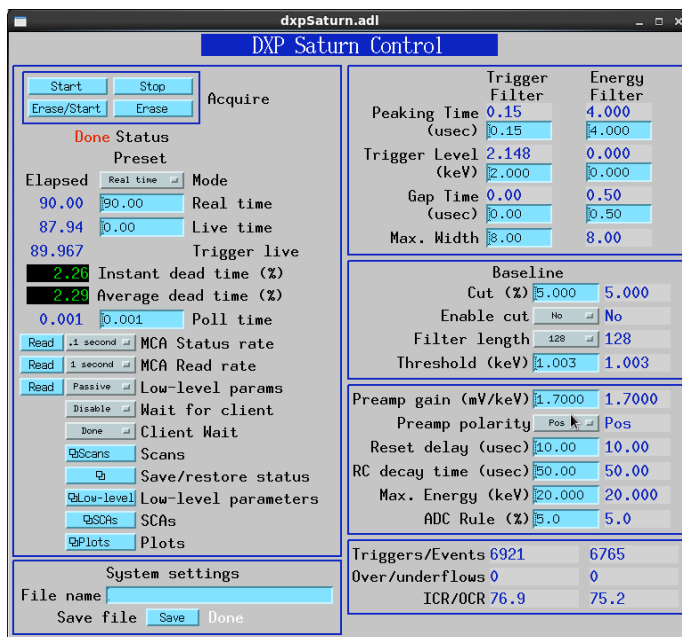 dxpSaturn.adl
DXP Saturn Control
Start Stop
Erase/Start Erase
Acquire
Done Status
Preset
Elapsed Real time Mode
90.00 90.00 Real time
87.94 0.00 Live time
89.967 Trigger live
2.26 Instant dead time (%)
2.29 Average dead time (%)
0.001 0.001 Poll time
Read .1 second MCA Status rate
Read 1 second MCA Read rate
Read Passive Low-level params
Disable Wait for client
Done Client Wait
Scans Scans
Save/restore status
Low-level Low-level parameters
SCAs SCAs
Plots Plots
System settings
File name
Save file Save Done
Trigger Energy
Filter Filter
Peaking Time 0.15 4.000
(usec) 0.15 4.000
Trigger Level 2.148 0.000
(keV) 2.000 0.000
Gap Time 0.00 0.50
(usec) 0.00 0.50
Max. Width 8.00 8.00
Baseline
Cut (%) 5.000 5.000
Enable cut No No
Filter length 128 128
Threshold (keV) 1.003 1.003
Preamp gain (mV/keV) 1.7000 1.7000
Preamp polarity Pos Pos
Reset delay (usec) 10.00 10.00
RC decay time (usec) 50.00 50.00
Max. Energy (keV) 20.000 20.000
ADC Rule (%) 5.0 5.0
Triggers/Events 6921 6765
Over/underflows 0 0
ICR/OCR 76.9 75.2